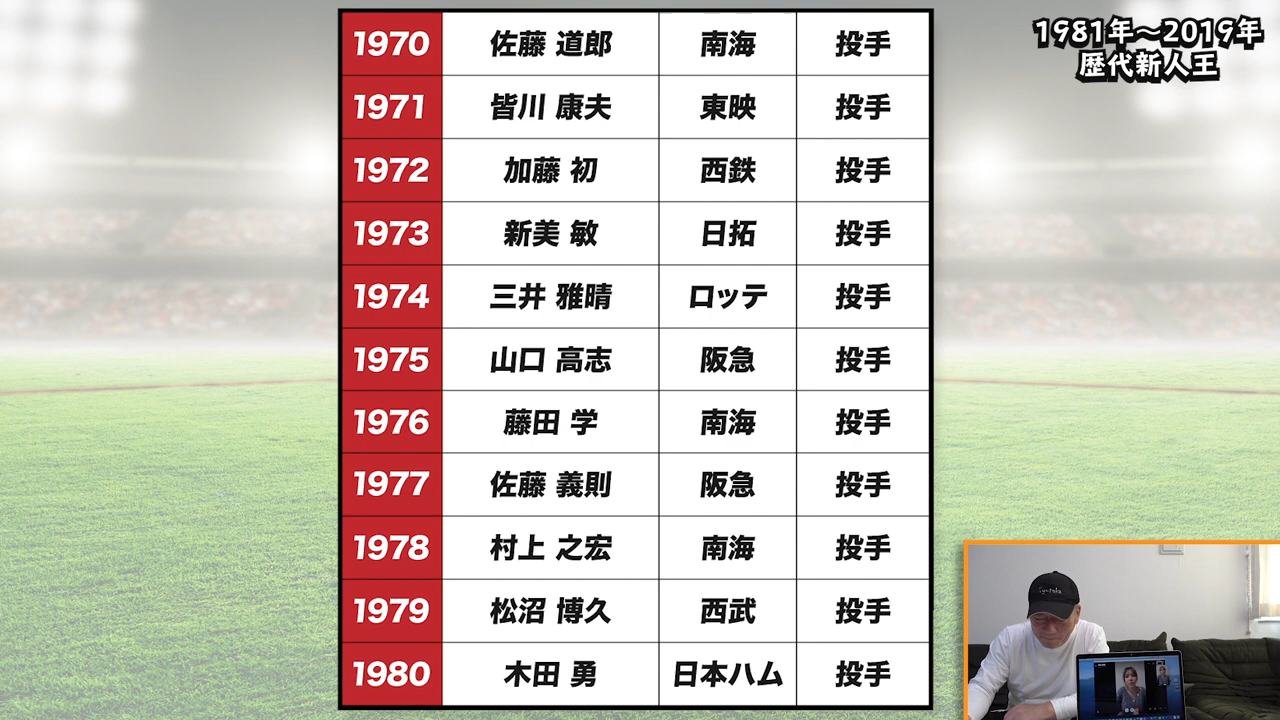 1981年〜2019年
歴代新人王
1970 佐藤 道郎 南海 投手
1971 皆川 康夫 東映 投手
1972 加藤 初 西鉄 投手
1973 新美 敏 日拓 投手
1974 三井 雅晴 ロッテ 投手
1975 山口 高志 阪急 投手
1976 藤田 学 南海 投手
1977 佐藤 義則 阪急 投手
1978 村上 之宏 南海 投手
1979 松沼 博久 西武 投手
1980 木田 勇 日本ハム 投手